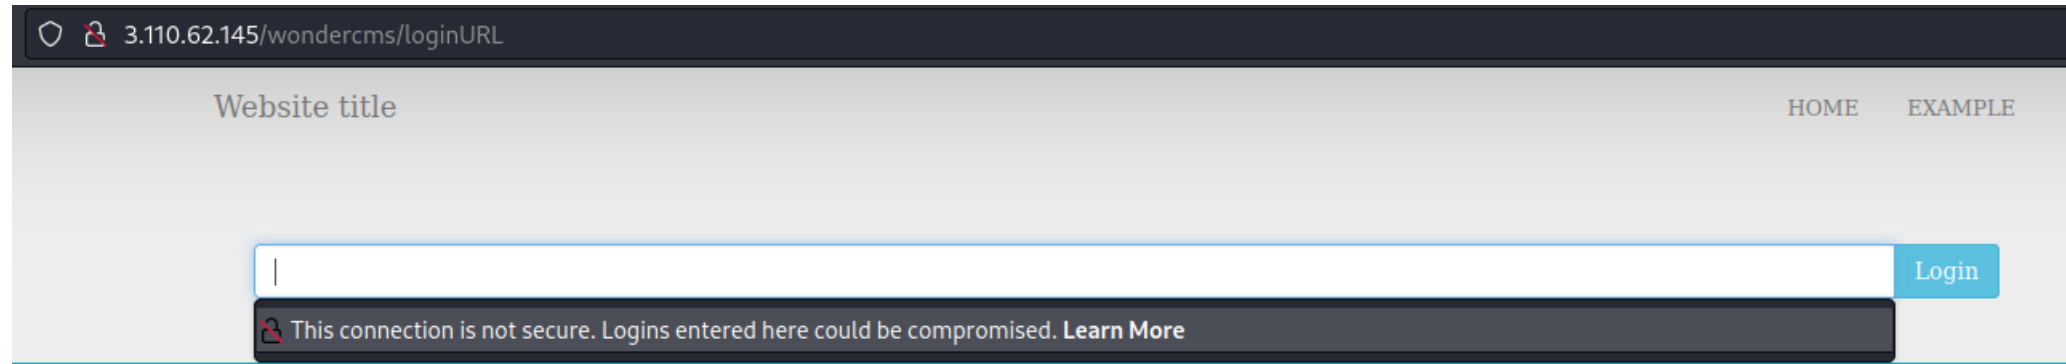 3.110.62.145/wondercms/loginURL
Website title
HOME EXAMPLE
Login
This connection is not secure. Logins entered here could be compromised. Learn More